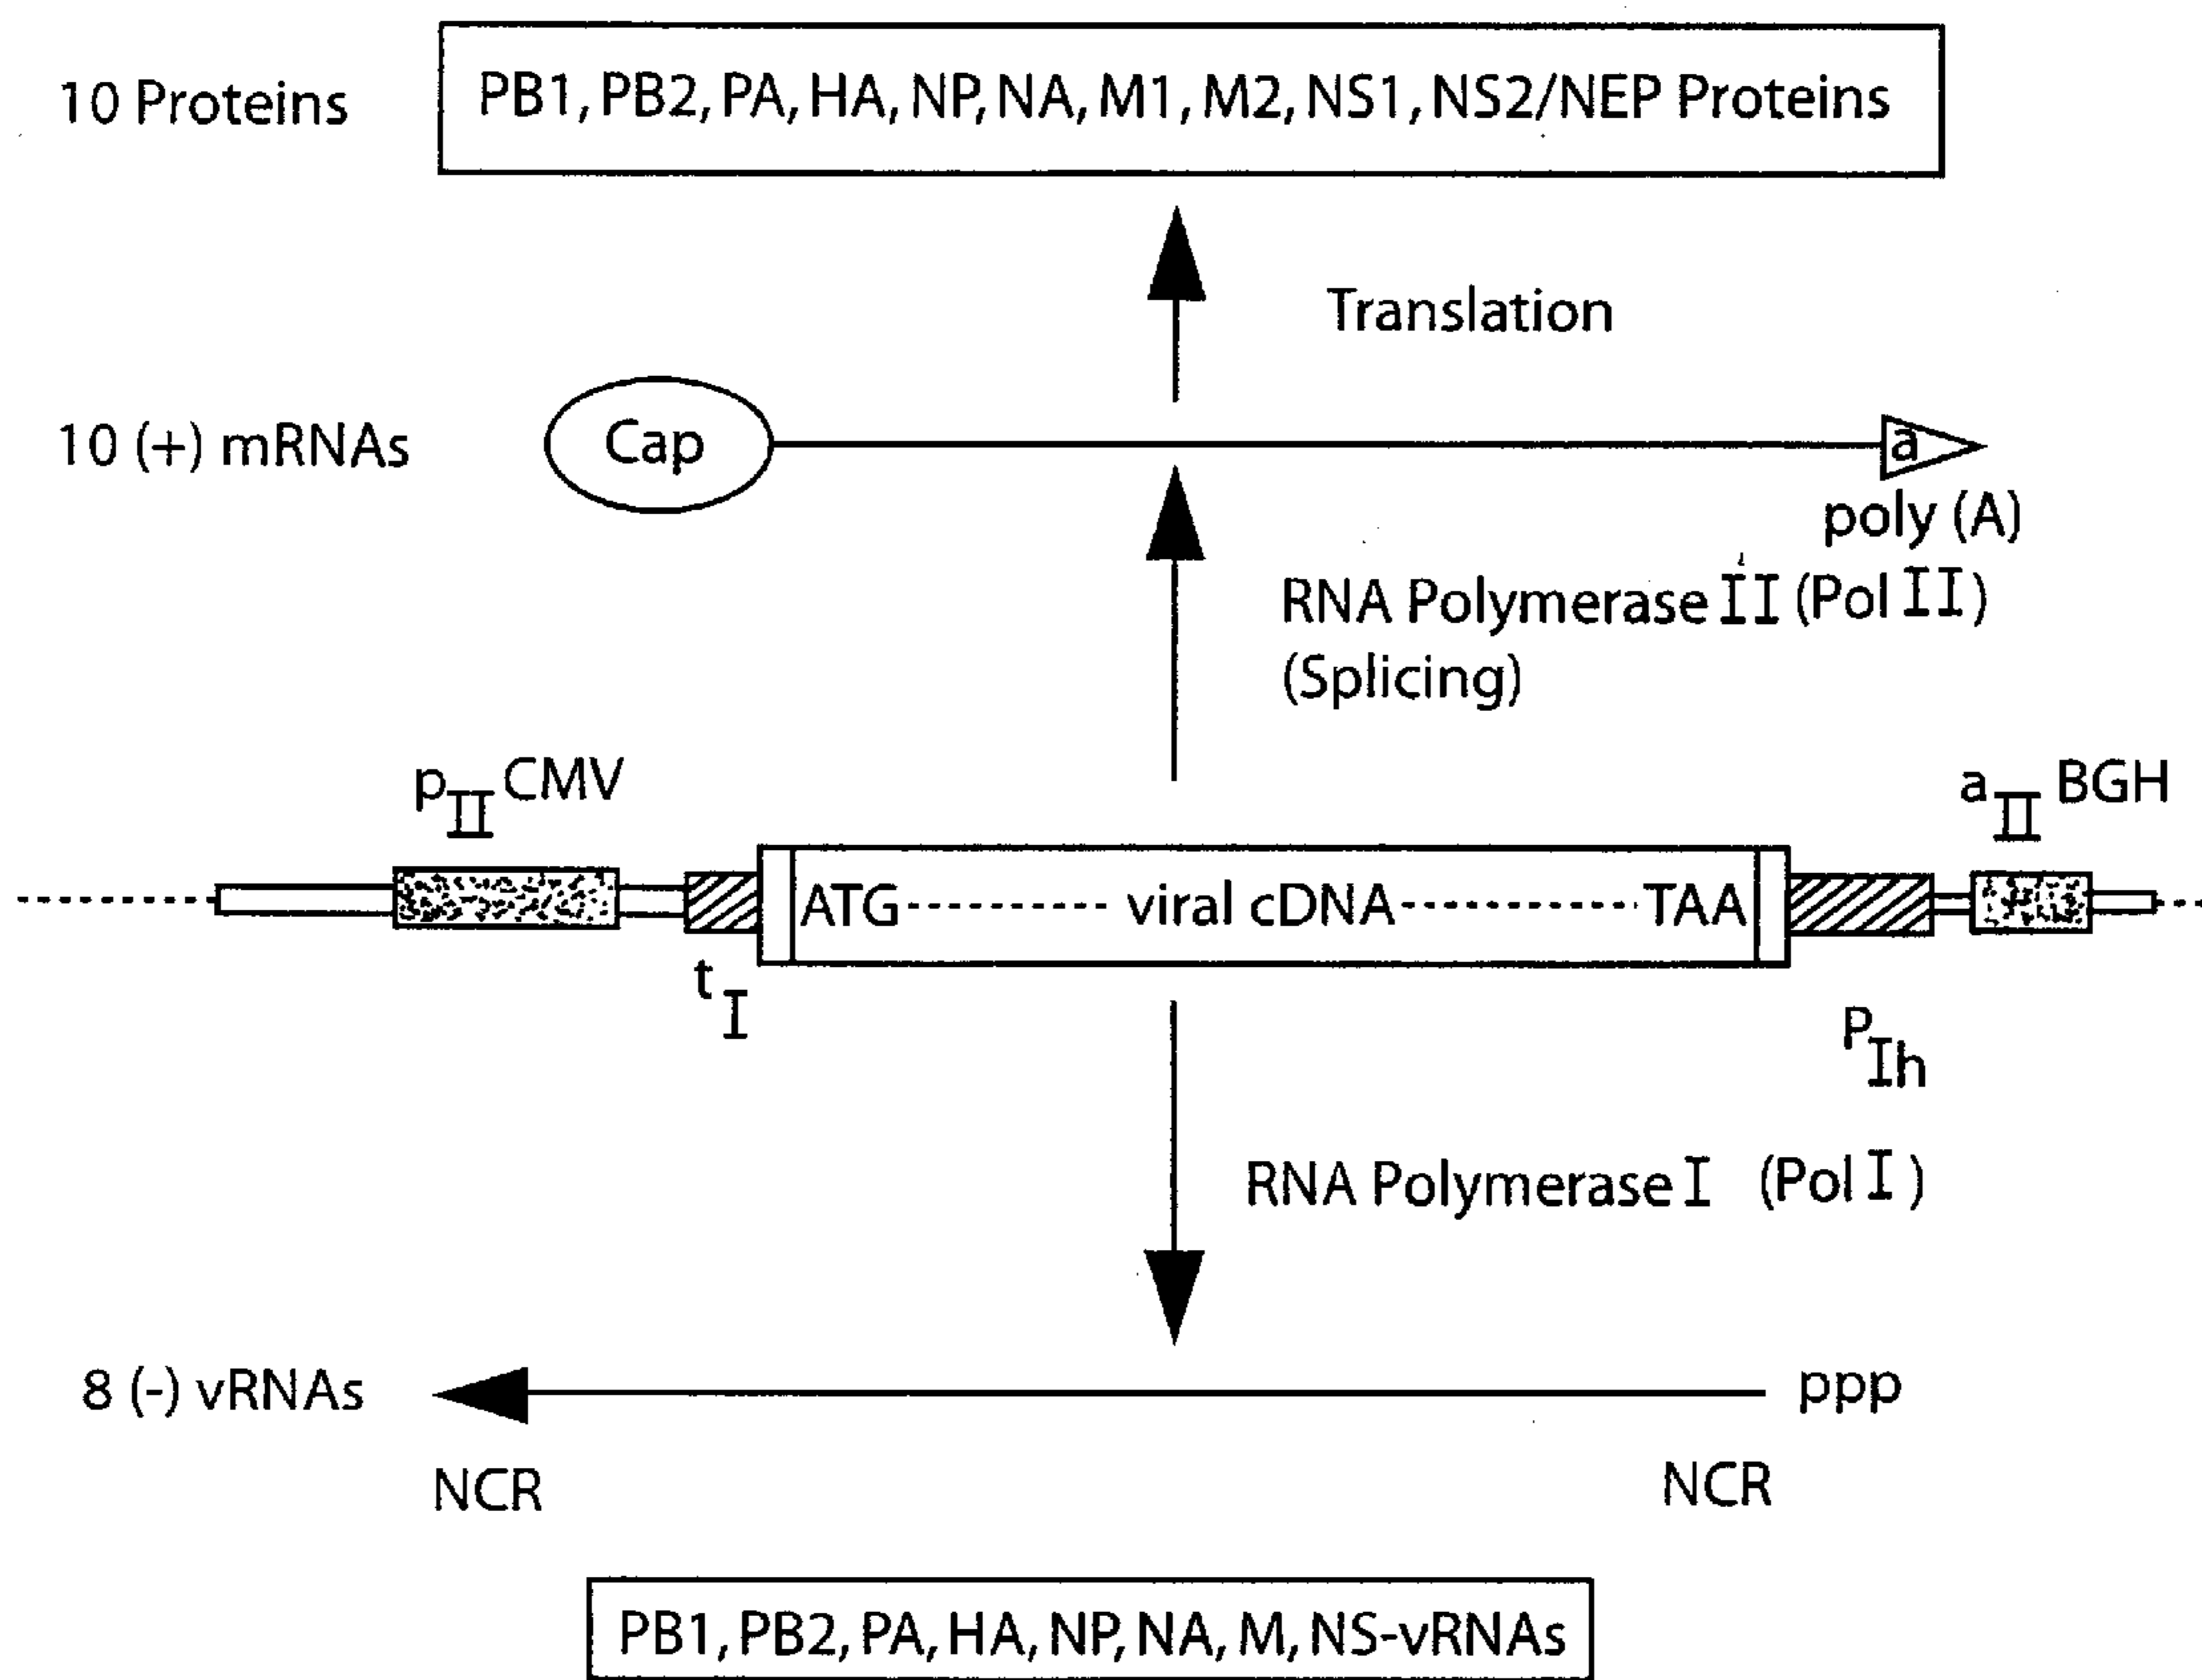 10 Proteins
PB1, PB2, PA, HA, NP, NA, M1, M2, NS1, NS2/NEP Proteins
Translation
10 (+) mRNAs
Cap
a
poly (A)
RNA Polymerase II (Pol II)
(Splicing)
pII CMV
aII BGH
ATG
viral cDNA
TAA
tI
PIh
RNA Polymerase I (Pol I)
8 (-) vRNAs
ppp
NCR
NCR
PB1, PB2, PA, HA, NP, NA, M, NS-vRNAs